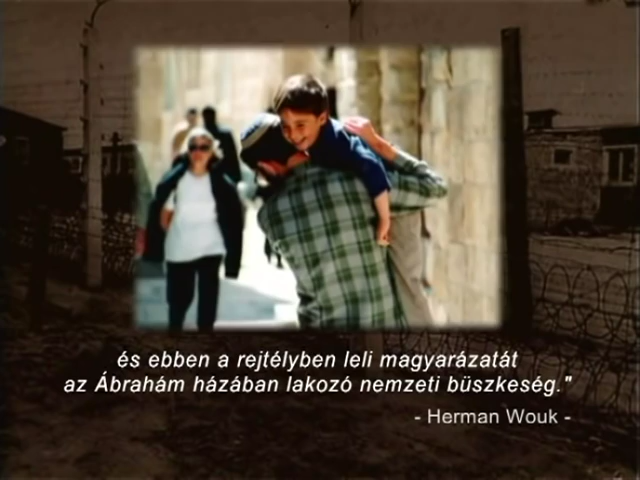 és ebben a rejtélyben leli magyarázatát
az Ábrahám házában lakozó nemzeti büszkeség."
- Herman Wouk -